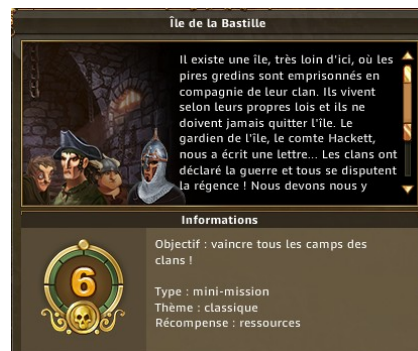 Île de la Bastille
Il existe une île, très loin d'ici, où les
pires gredins sont emprisonnés en
compagnie de leur clan. Ils vivent
selon leurs propres lois et ils ne
doivent jamais quitter l'île. Le
gardien de l'île, le comte Hackett,
nous a écrit une lettre... Les clans ont
déclaré la guerre et tous se disputent
la régence ! Nous devons nous y
Informations
6
Objectif : vaincre tous les camps des
clans !
Type : mini-mission
Thème : classique
Récompense : ressources